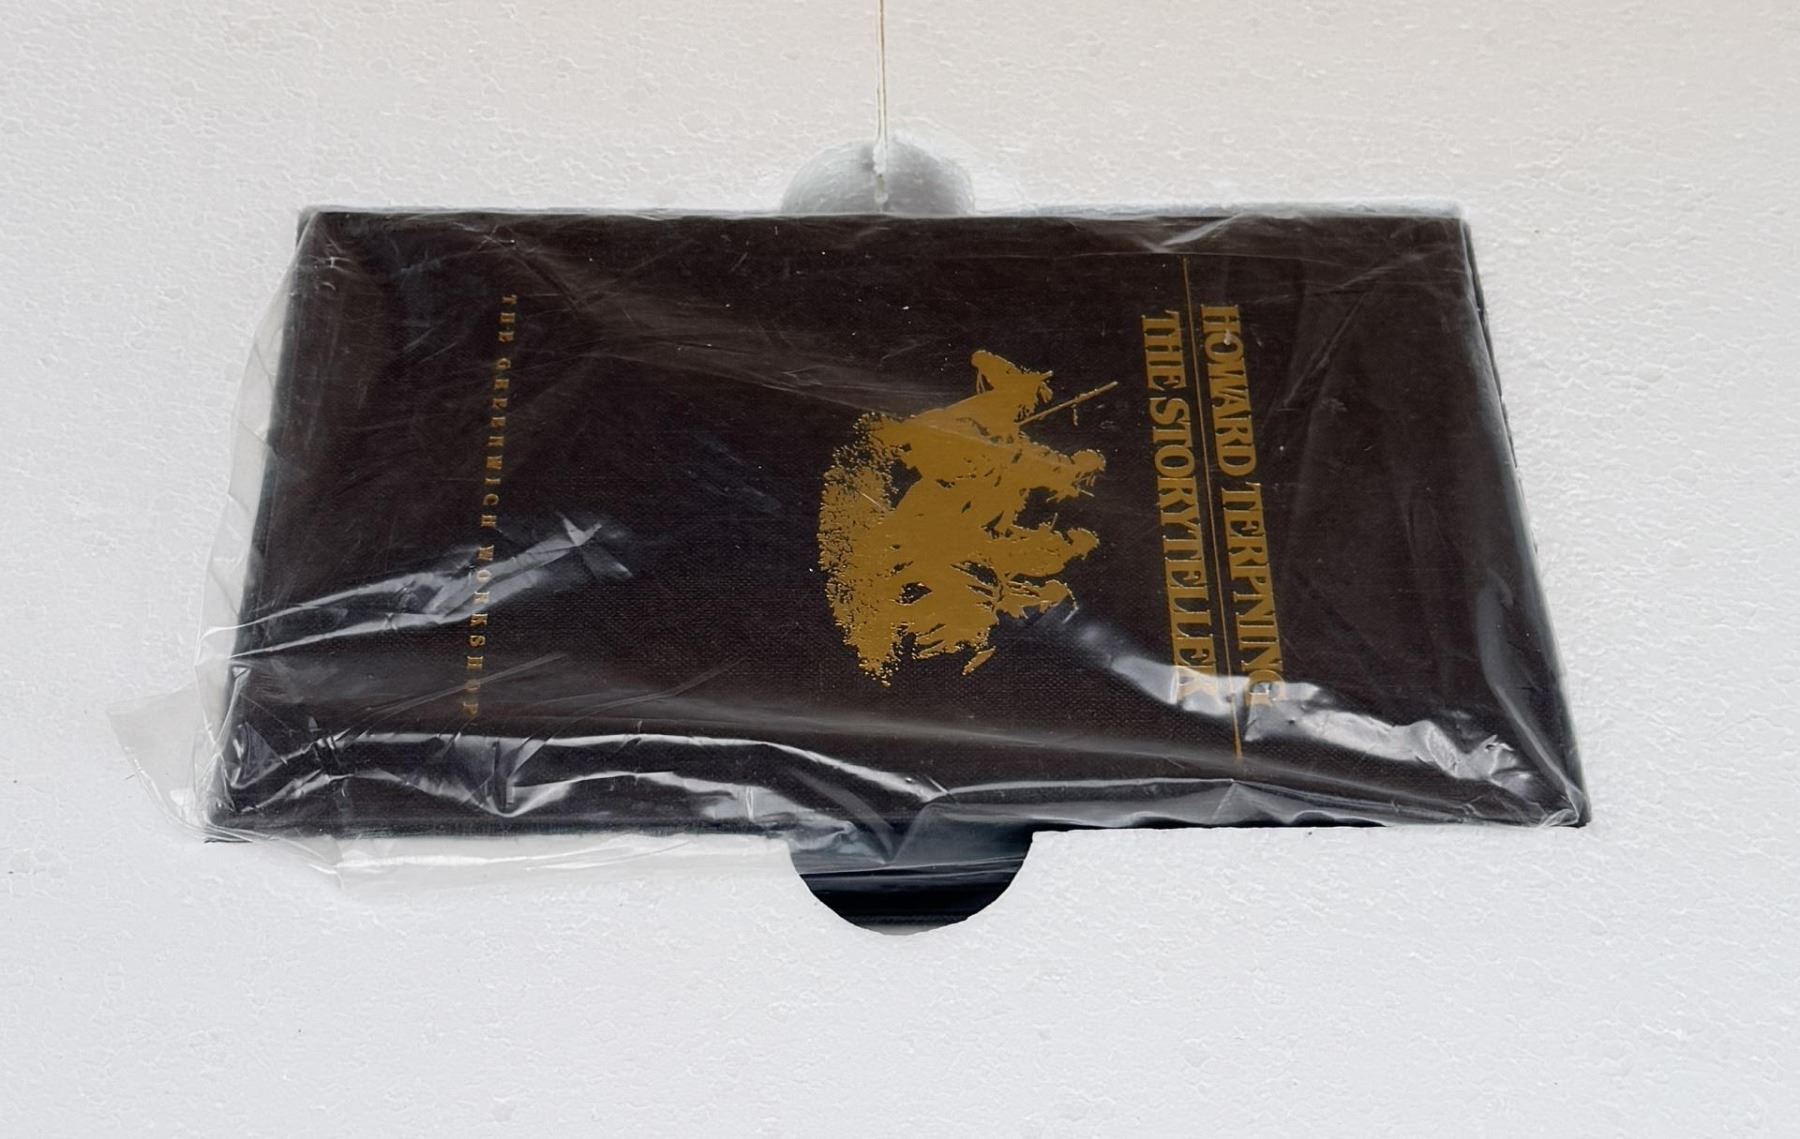 HOWARD TERPNING
THE STORYTELLER
THE GREENWICH WORKSHOP